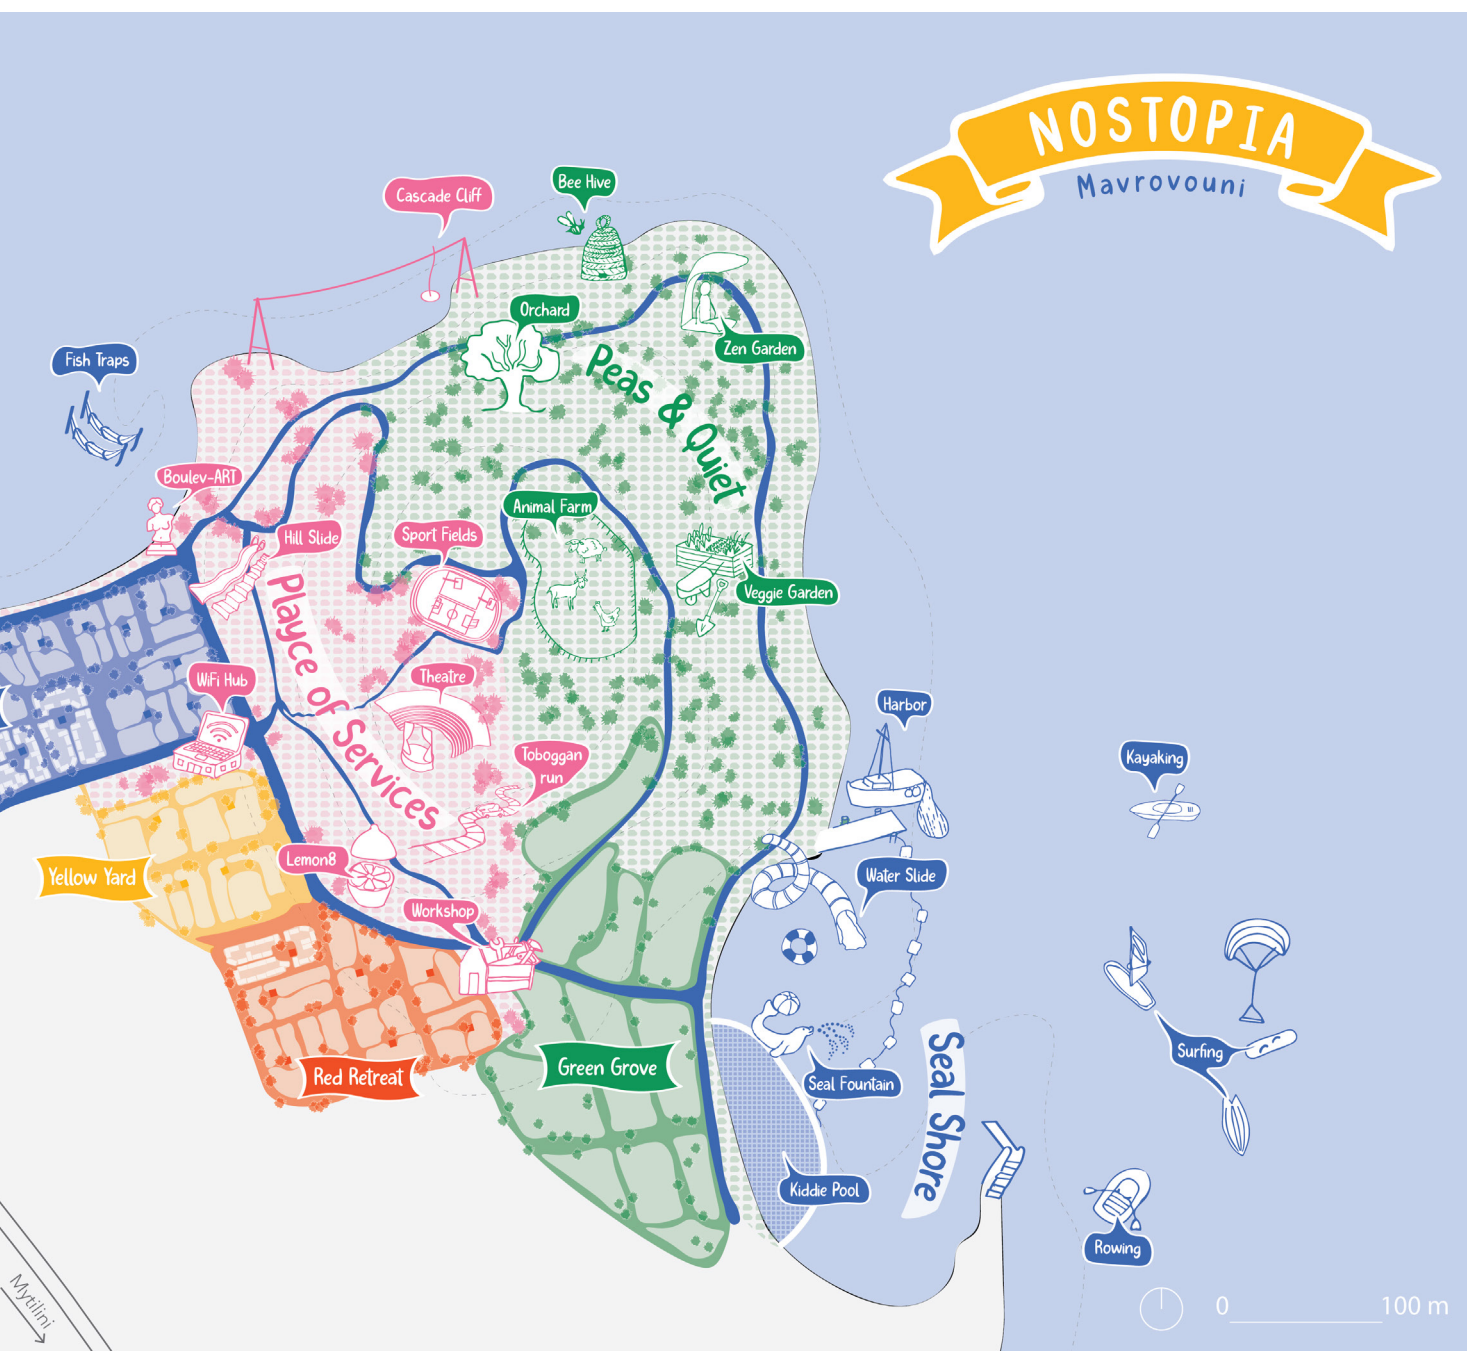 NOSTOPIA
Mavrovouni
Bee Hive
Cascade Cliff
Orchard
Zen Garden
Fish Traps
Peas & Quiet
Boulev-ART
Animal Farm
Hill Slide
Sport Fields
Veggie Garden
Playce of Services
WiFi Hub
Theatre
Harbor
Toboggan
run
Kayaking
Lemon8
Yellow Yard
Water Slide
Workshop
Surfing
Green Grove
Red Retreat
Seal Fountain
Seal Shore
Kiddie Pool
Rowing
Mytilini
0
100 m